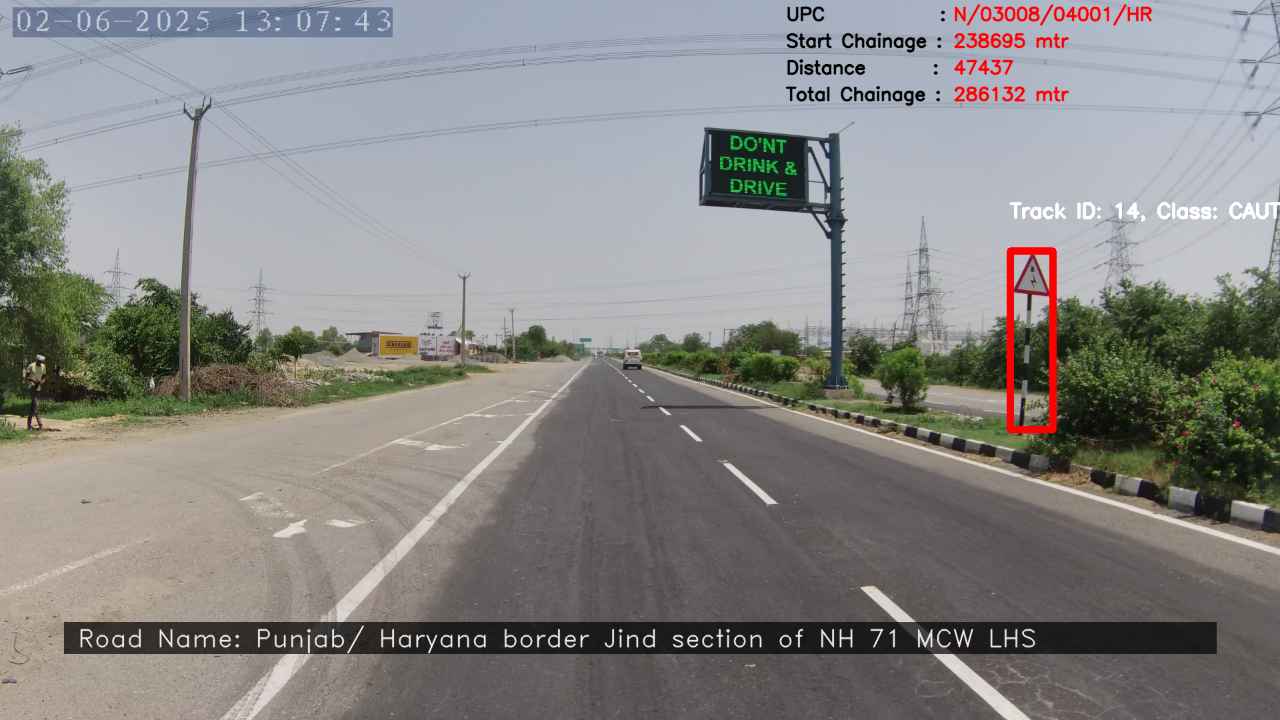 02-06-2025 13:07:43
UPC : N/03008/04001/HR
Start Chainage : 238695 mtr
Distance : 47437
Total Chainage : 286132 mtr
DO'NT
DRINK &
DRIVE
Track ID: 14, Class: CAUT
Road Name: Punjab/ Haryana border Jind section of NH 71 MCW LHS